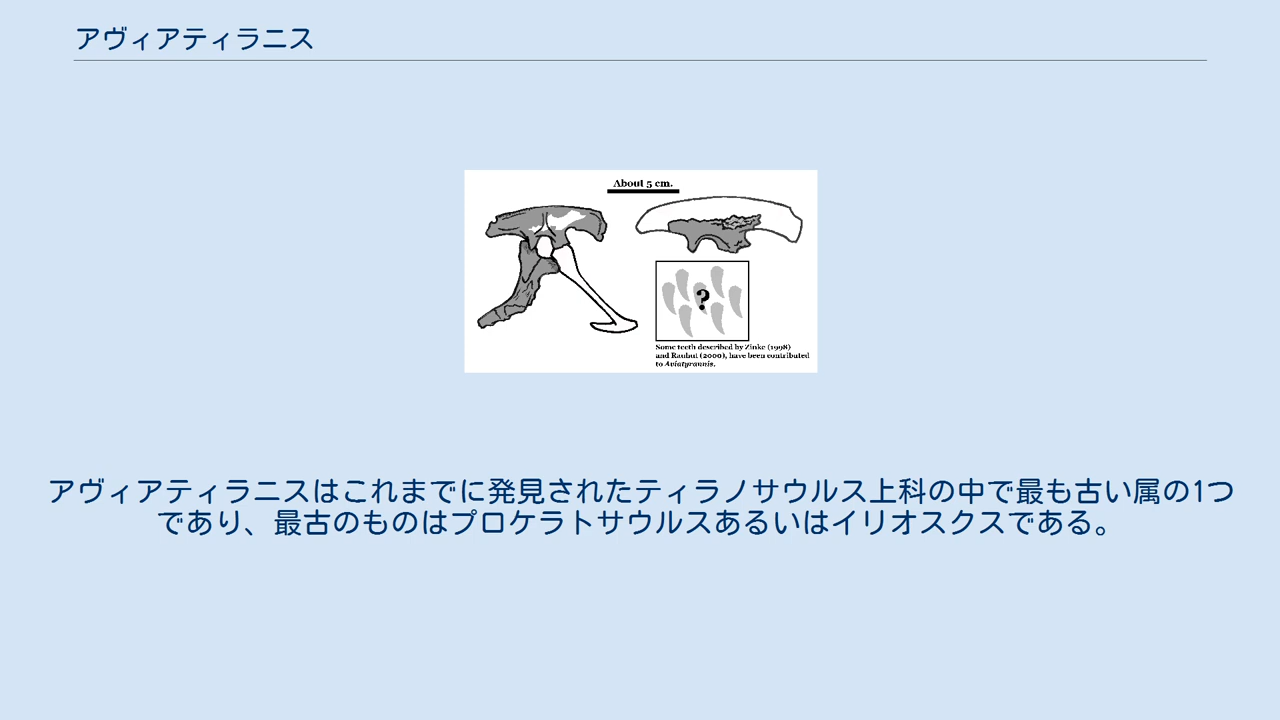 アヴィアティラニス
About 5 cm.
?
Some teeth described by Zinke (1998)
and Rauhut (2000), have been contributed
to Aviatyrannis.
アヴィアティラニスはこれまでに発見されたティラノサウルス上科の中で最も古い属の1つ
であり、最古のものはプロケラトサウルスあるいはイリオスクスである。